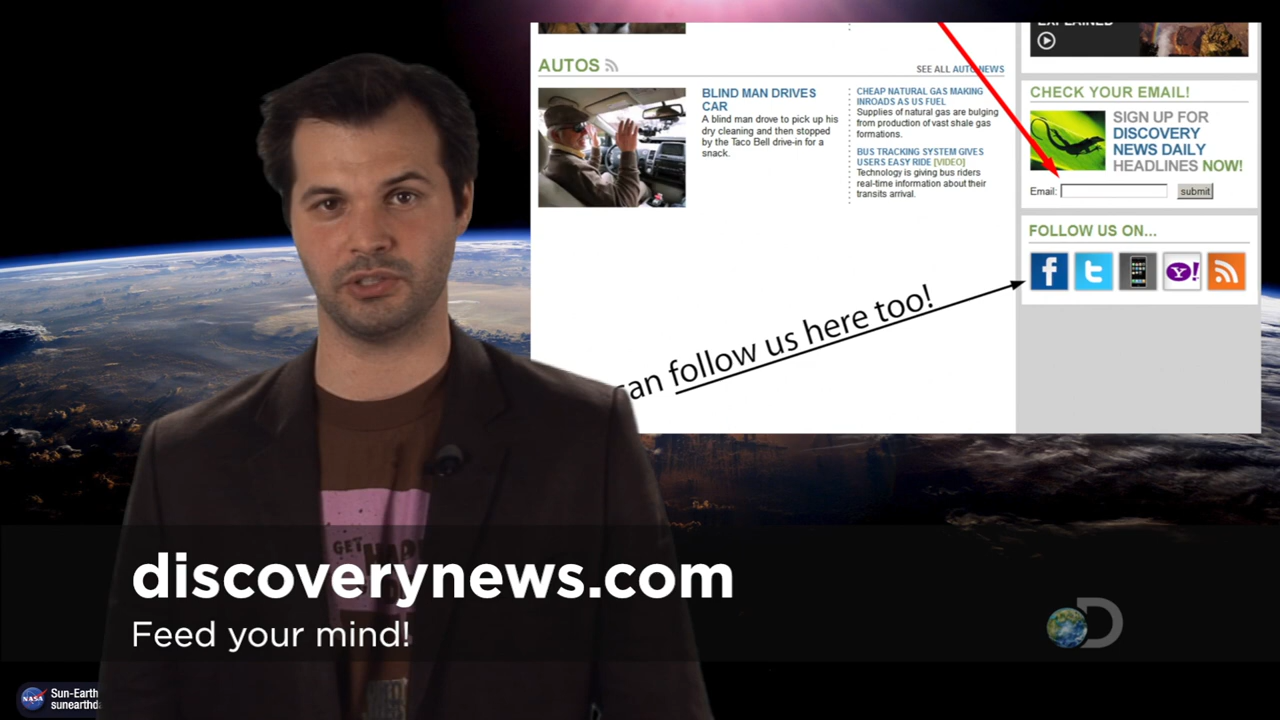 EXPLAINED
AUTOS
SEE ALL AUTO NEWS
BLIND MAN DRIVES
CAR
A blind man drove to pick up his
dry cleaning and then stopped
by the Taco Bell drive-in for a
snack.
CHEAP NATURAL GAS MAKING
INROADS AS US FUEL
Supplies of natural gas are bulging
from production of vast shale gas
formations.
BUS TRACKING SYSTEM GIVES
USERS EASY RIDE [VIDEO]
Technology is giving bus riders
real-time information about their
transits arrival.
CHECK YOUR EMAIL!
SIGN UP FOR
DISCOVERY
NEWS DAILY
HEADLINES NOW!
Email:
submit
FOLLOW US ON...
f
t
Y!
can follow us here too!
GET
discoverynews.com
Feed your mind!
D
NASA
Sun-Earth
sunearthd